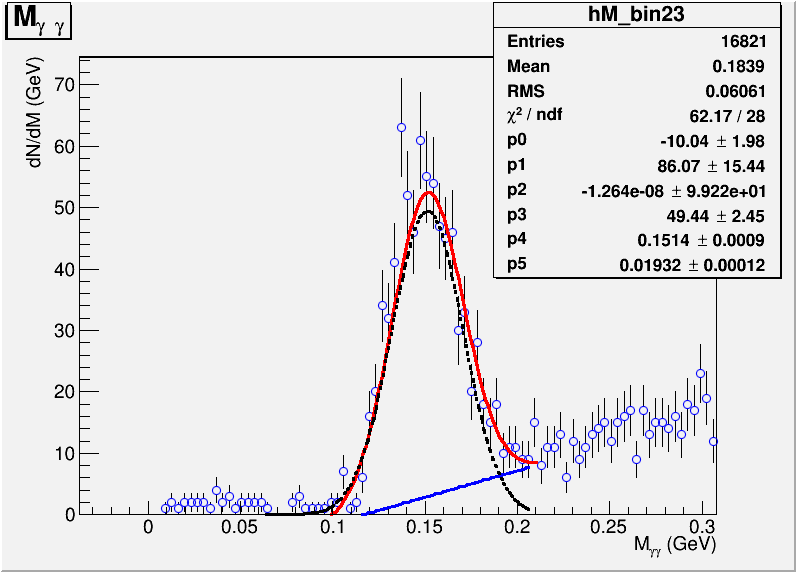 M_γ γ
hM_bin23
Entries 16821
Mean 0.1839
RMS 0.06061
χ² / ndf 62.17 / 28
p0 -10.04 ± 1.98
p1 86.07 ± 15.44
p2 -1.264e-08 ± 9.922e+01
p3 49.44 ± 2.45
p4 0.1514 ± 0.0009
p5 0.01932 ± 0.00012
dN/dM (GeV)
70
60
50
40
30
20
10
0
0 0.05 0.1 0.15 0.2 0.25 0.3
M_γγ (GeV)